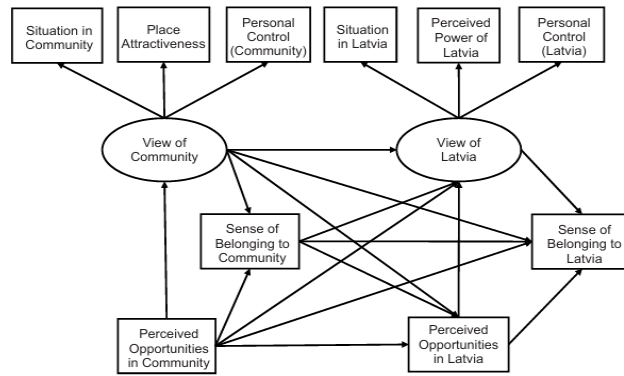 Situation in
Community
Place
Attractiveness
Personal
Control
(Community)
Situation
in Latvia
Perceived
Power of
Latvia
Personal
Control
(Latvia)
View of
Community
View of
Latvia
Sense of
Belonging to
Community
Sense of
Belonging to
Latvia
Perceived
Opportunities
in Community
Perceived
Opportunities
in Latvia